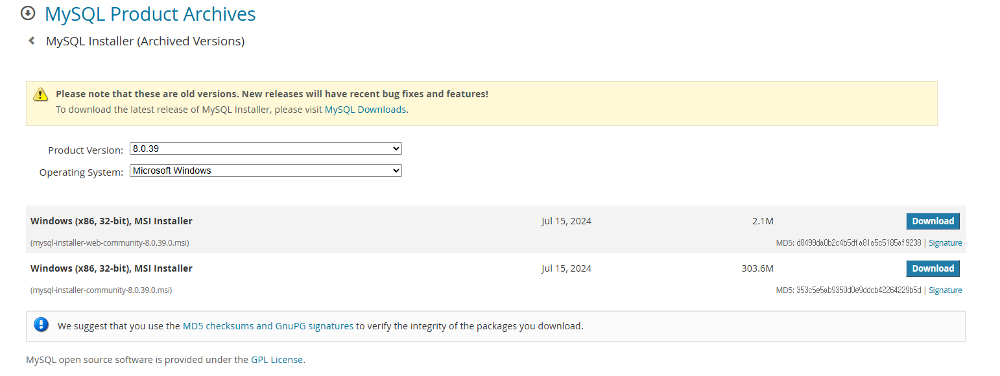 MySQL Product Archives
MySQL Installer (Archived Versions)
Please note that these are old versions. New releases will have recent bug fixes and features!
To download the latest release of MySQL Installer, please visit MySQL Downloads.
Product Version: 8.0.39
Operating System: Microsoft Windows
Windows (x86, 32-bit), MSI Installer Jul 15, 2024 2.1M Download
(mysql-installer-web-community-8.0.39.0.msi) MD5: d8499da0b2c4b5dfa81a5c5185af9238 | Signature
Windows (x86, 32-bit), MSI Installer Jul 15, 2024 303.6M Download
(mysql-installer-community-8.0.39.0.msi) MD5: 353c5e5ab9350d0e9ddcb42264229b5d | Signature
We suggest that you use the MD5 checksums and GnuPG signatures to verify the integrity of the packages you download.
MySQL open source software is provided under the GPL License.